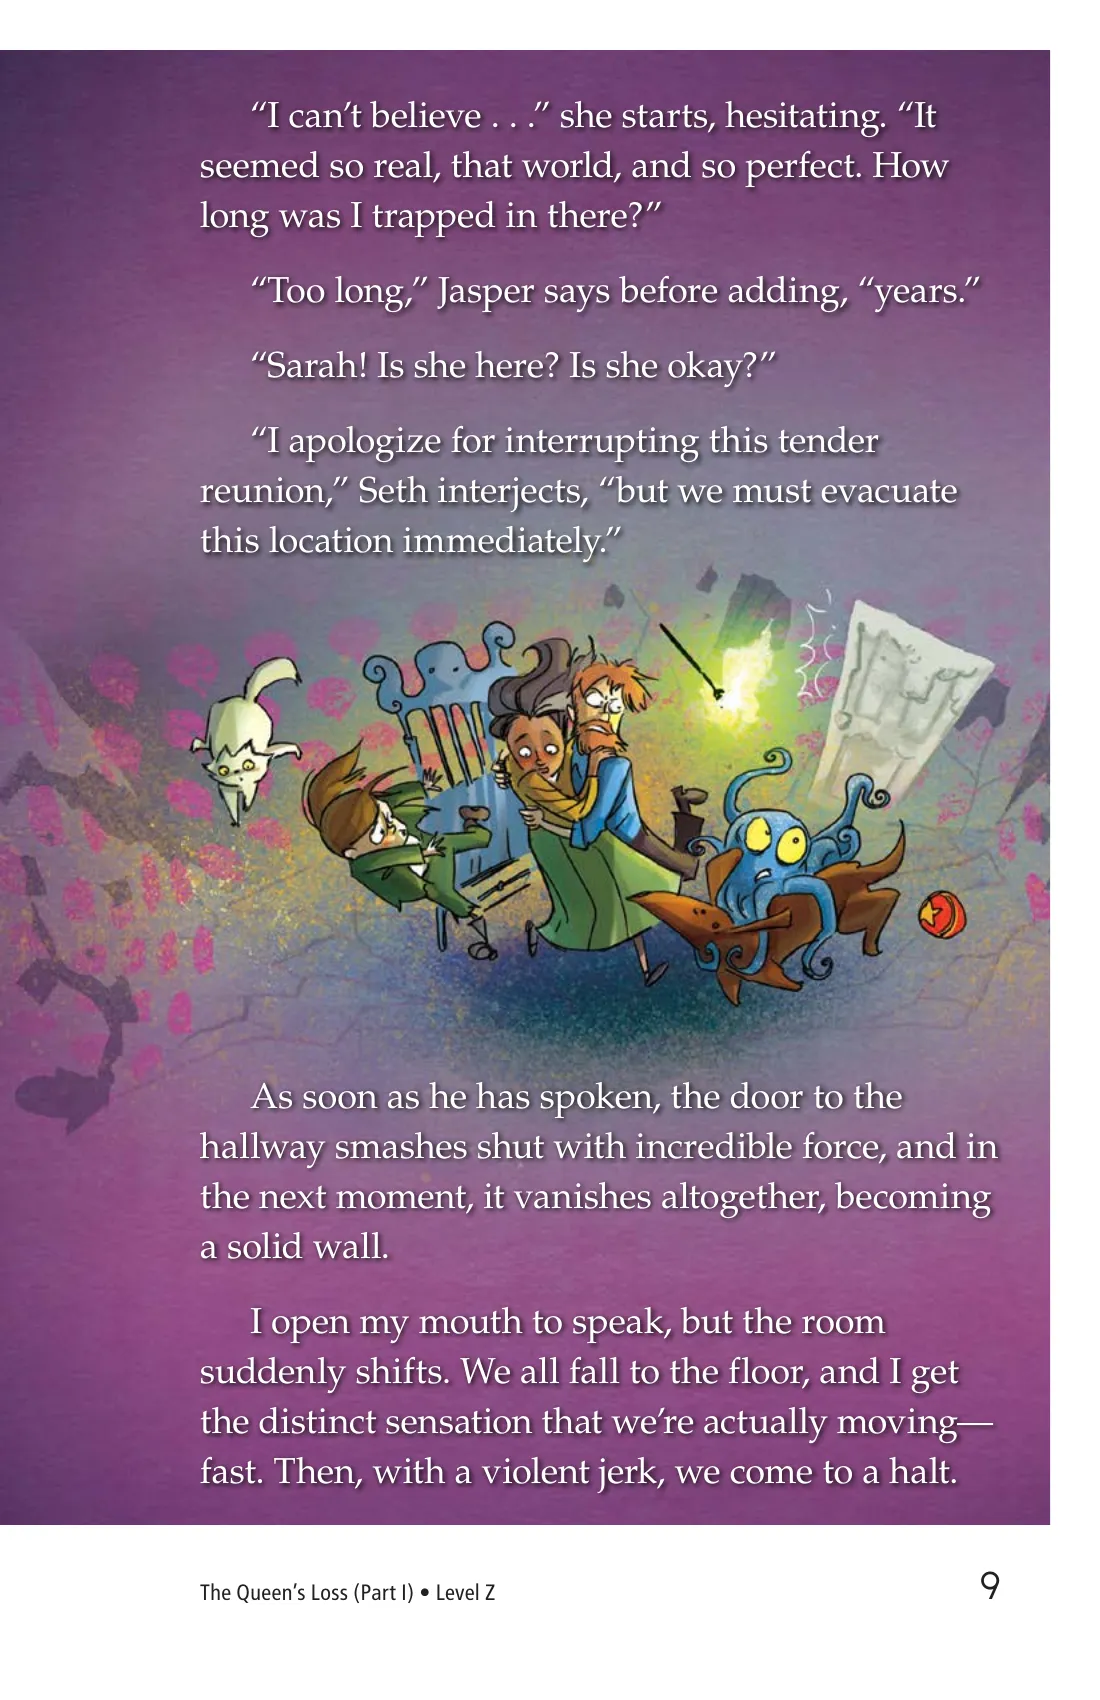 “I can’t believe . . .” she starts, hesitating. “It
seemed so real, that world, and so perfect. How
long was I trapped in there?”
“Too long,” Jasper says before adding, “years.”
“Sarah! Is she here? Is she okay?”
“I apologize for interrupting this tender
reunion,” Seth interjects, “but we must evacuate
this location immediately.”
As soon as he has spoken, the door to the
hallway smashes shut with incredible force, and in
the next moment, it vanishes altogether, becoming
a solid wall.
I open my mouth to speak, but the room
suddenly shifts. We all fall to the floor, and I get
the distinct sensation that we’re actually moving—
fast. Then, with a violent jerk, we come to a halt.
The Queen’s Loss (Part I) • Level Z
9